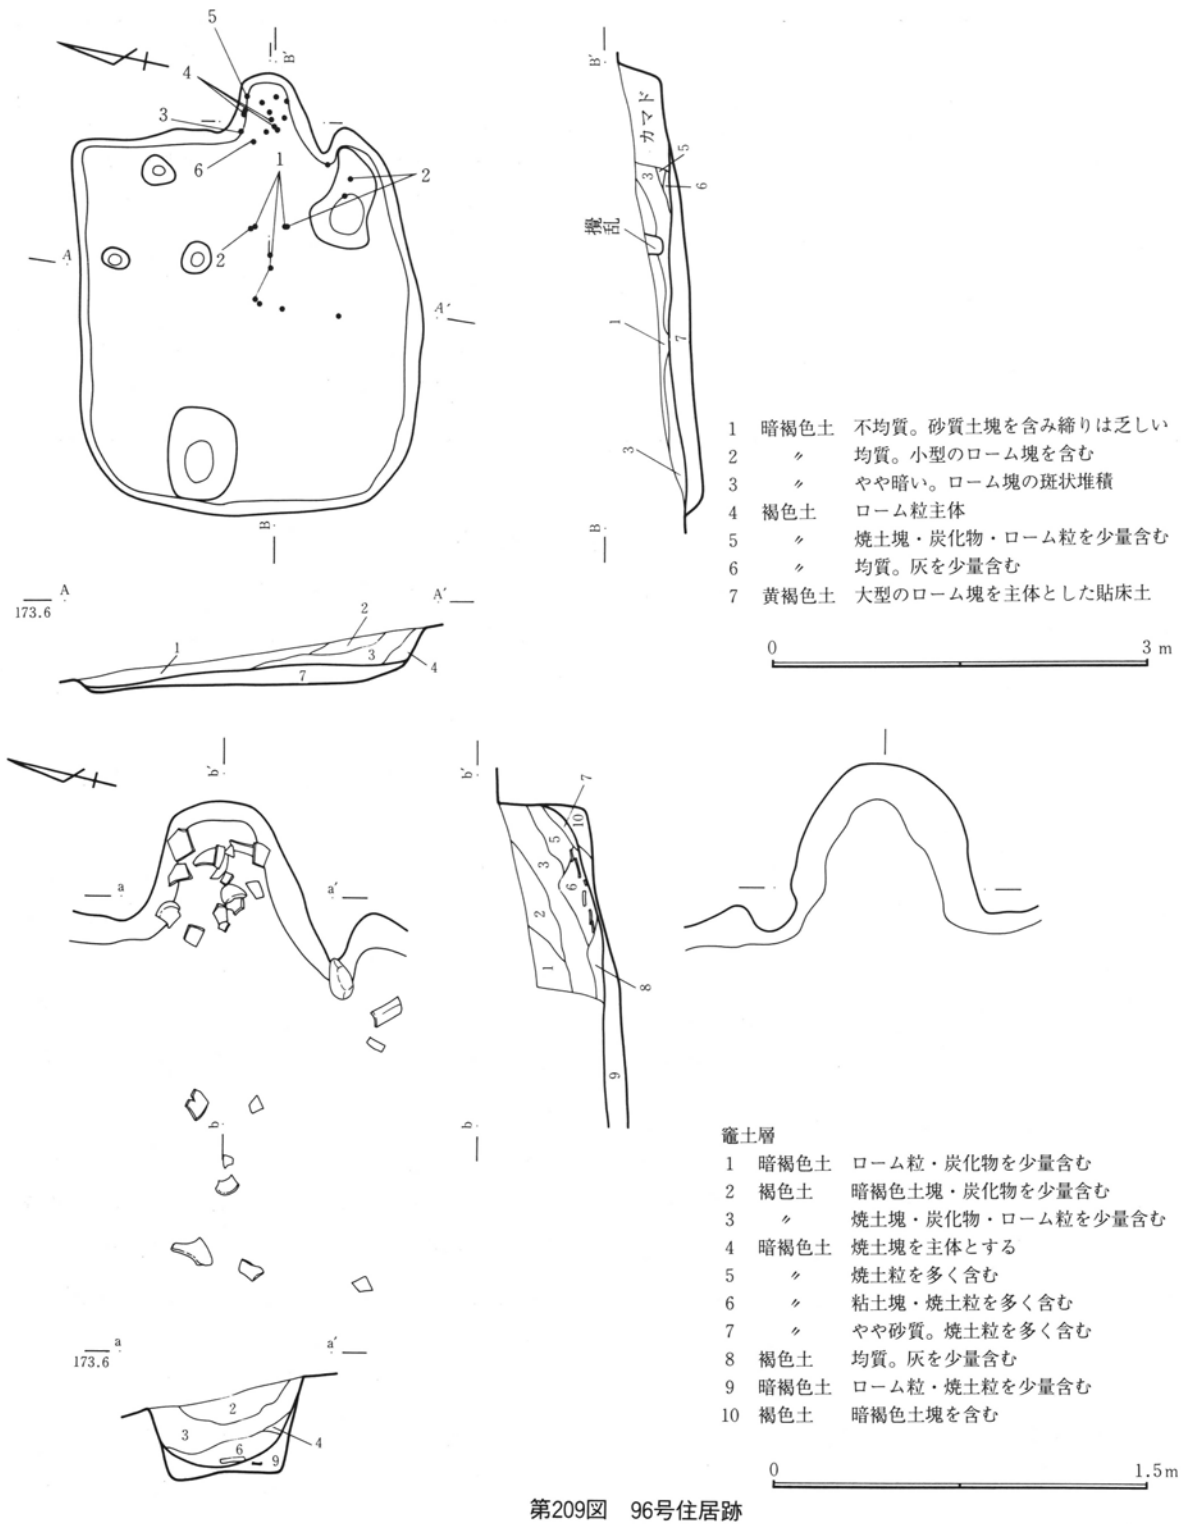 5
4
3
6
1
2
2
A
A′
B′
B
B′
カマド
5
3
6
攪乱
1
7
3
B
1 暗褐色土 不均質。砂質土塊を含み締りは乏しい
2 〃 均質。小型のローム塊を含む
3 〃 やや暗い。ローム塊の斑状堆積
4 褐色土 ローム粒主体
5 〃 焼土塊・炭化物・ローム粒を少量含む
6 〃 均質。灰を少量含む
7 黄褐色土 大型のローム塊を主体とした貼床土
0 3 m
A
173.6
A′
1
2
3
4
7
b′
a
a′
b
b′
7
10
5
3
6
2
1
8
9
b
竈土層
1 暗褐色土 ローム粒・炭化物を少量含む
2 褐色土 暗褐色土塊・炭化物を少量含む
3 〃 焼土塊・炭化物・ローム粒を少量含む
4 暗褐色土 焼土塊を主体とする
5 〃 焼土粒を多く含む
6 〃 粘土塊・焼土粒を多く含む
7 〃 やや砂質。焼土粒を多く含む
8 褐色土 均質。灰を少量含む
9 暗褐色土 ローム粒・焼土粒を少量含む
10 褐色土 暗褐色土塊を含む
0 1.5m
a
173.6
a′
2
3
4
6
9
第209図 96号住居跡